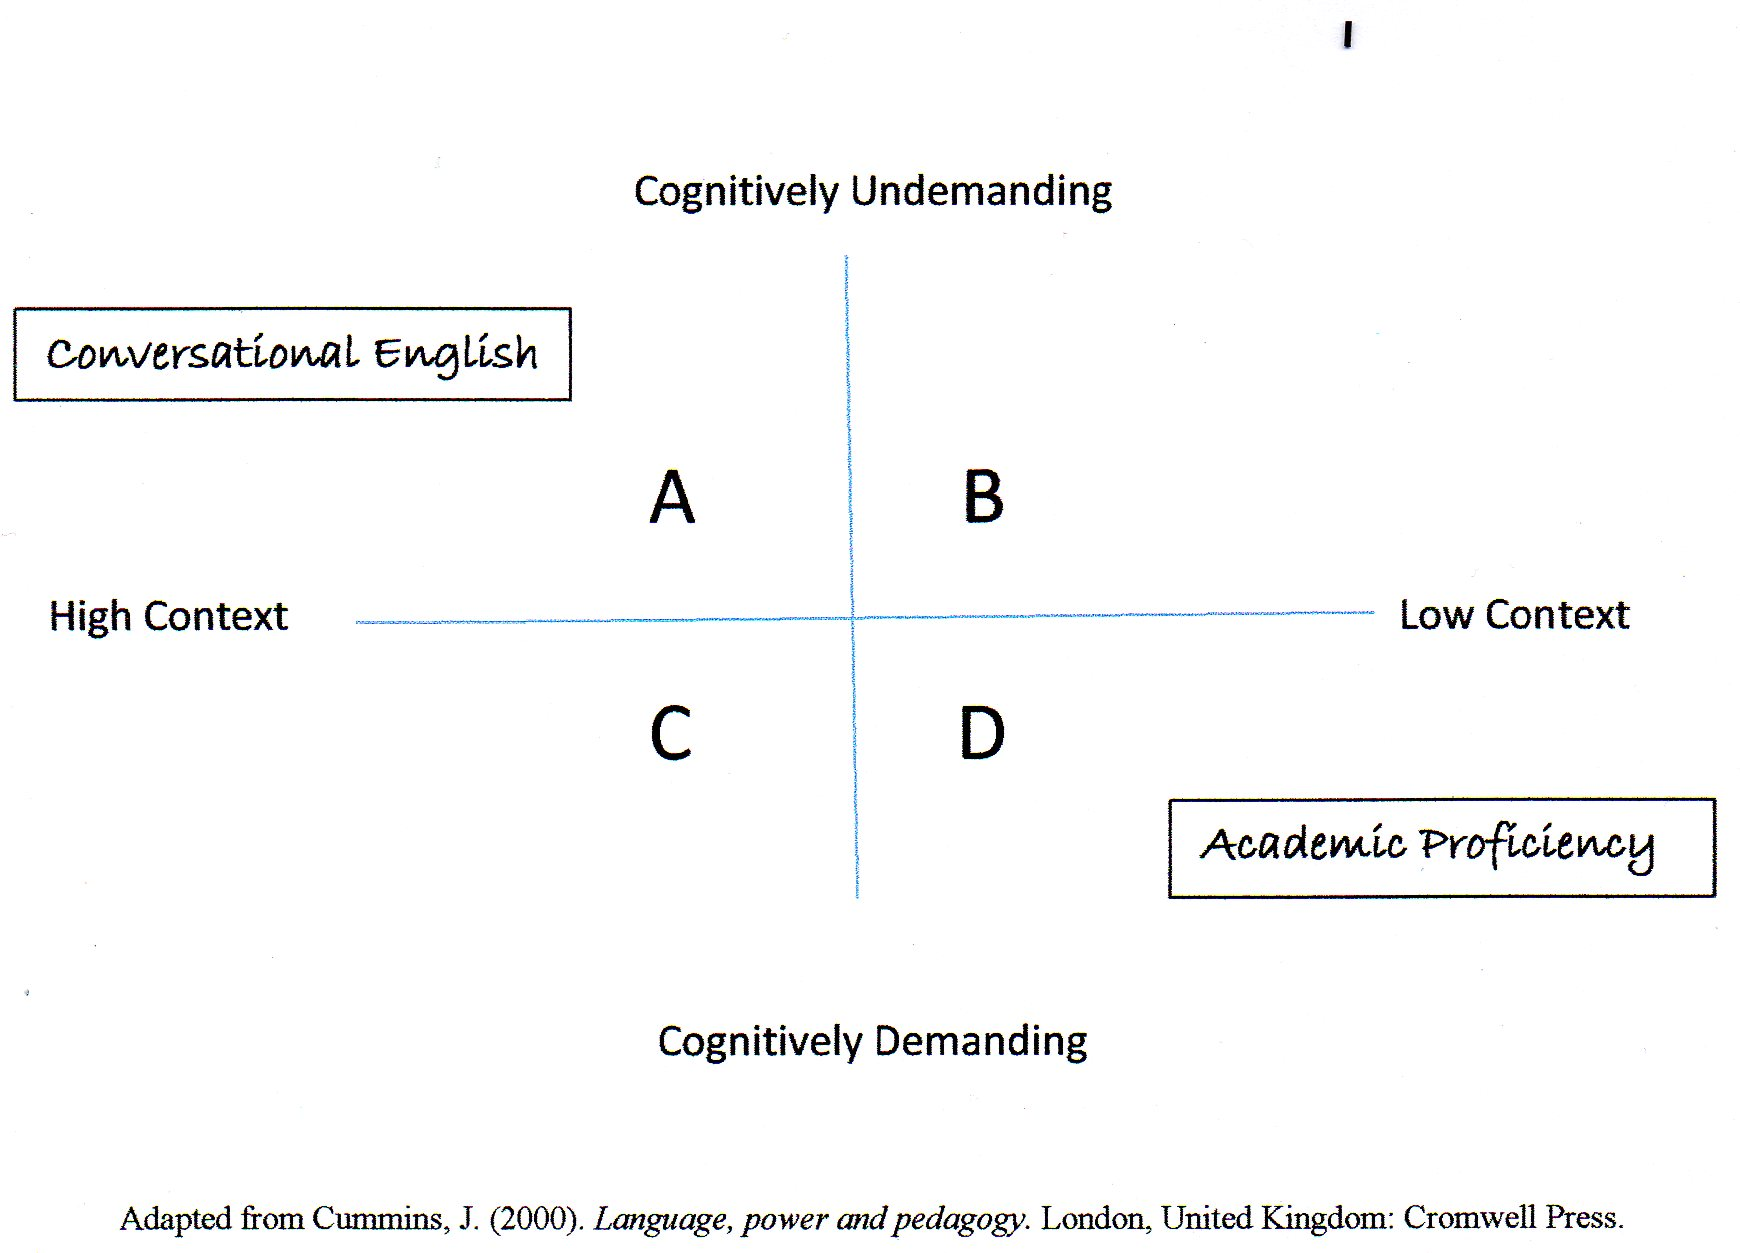 Cognitively Undemanding
Conversational English
A B
High Context Low Context
C D
Academic Proficiency
Cognitively Demanding
Adapted from Cummins, J. (2000). Language, power and pedagogy. London, United Kingdom: Cromwell Press.